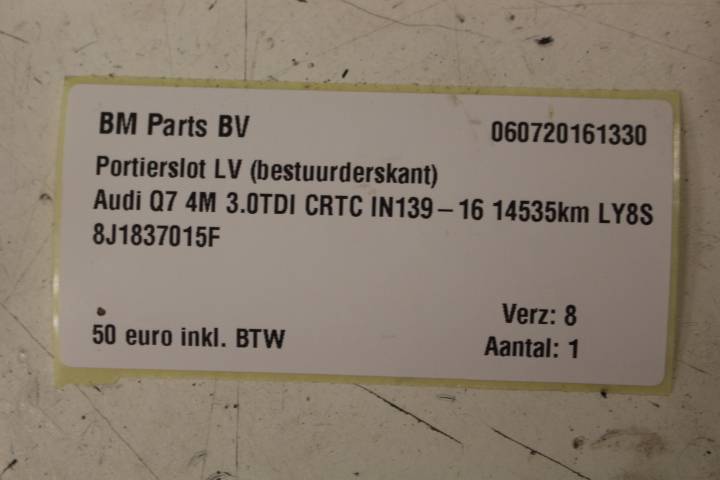 BM Parts BV 060720161330
Portierslot LV (bestuurderskant)
Audi Q7 4M 3.0TDI CRTC IN139-16 14535km LY8S
8J1837015F
Verz: 8
50 euro inkl. BTW Aantal: 1